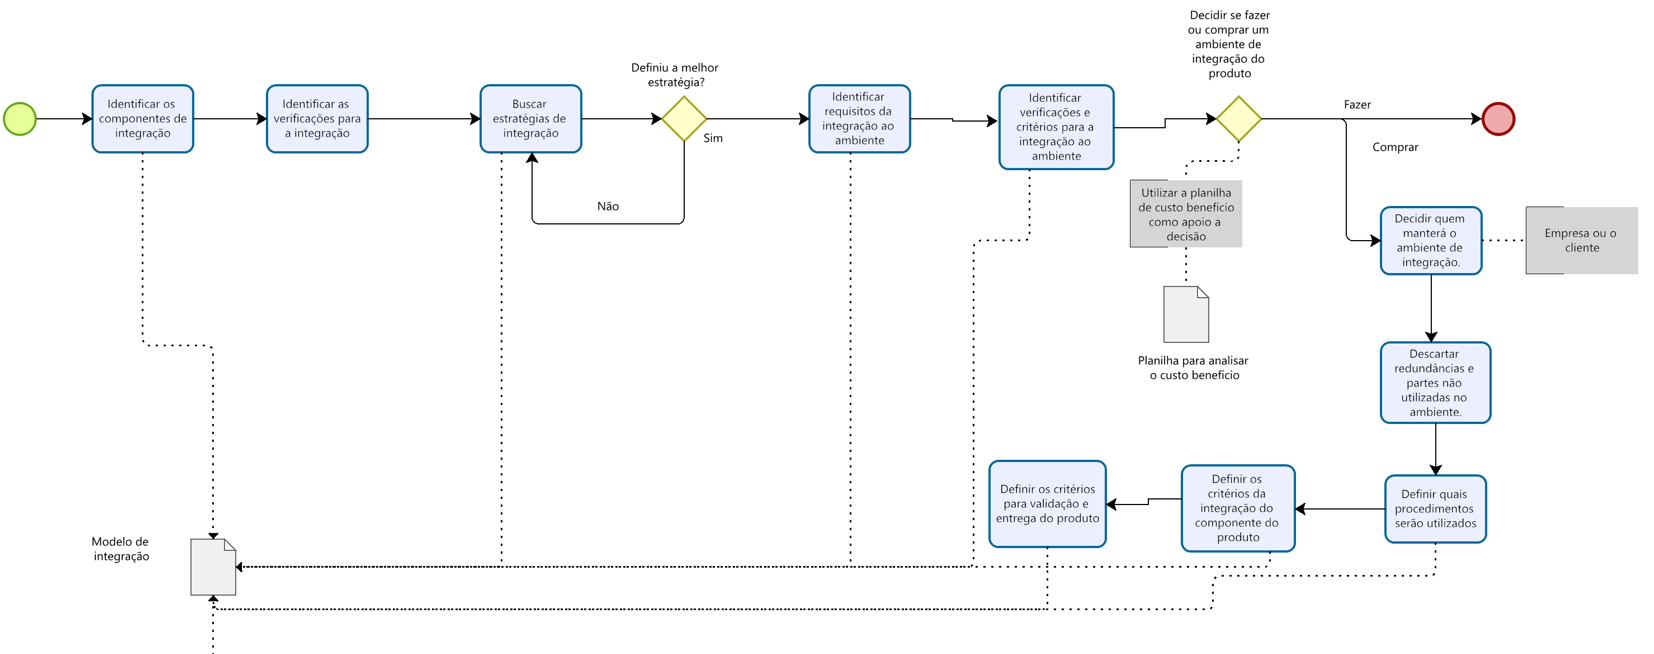 Identificar os
componentes de
integração
Identificar as
verificações para
a integração
Buscar
estratégias de
integração
Definiu a melhor
estratégia?
Sim
Não
Identificar
requisitos da
integração ao
ambiente
Identificar
verificações e
critérios para a
integração ao
ambiente
Decidir se fazer
ou comprar um
ambiente de
integração do
produto
Fazer
Comprar
Utilizar a planilha
de custo benefício
como apoio a
decisão
Planilha para analisar
o custo benefício
Decidir quem
manterá o
ambiente de
integração.
Empresa ou o
cliente
Descartar
redundâncias e
partes não
utilizadas no
ambiente.
Definir quais
procedimentos
serão utilizados
Definir os
critérios da
integração do
componente do
produto
Definir os critérios
para validação e
entrega do produto
Modelo de
integração